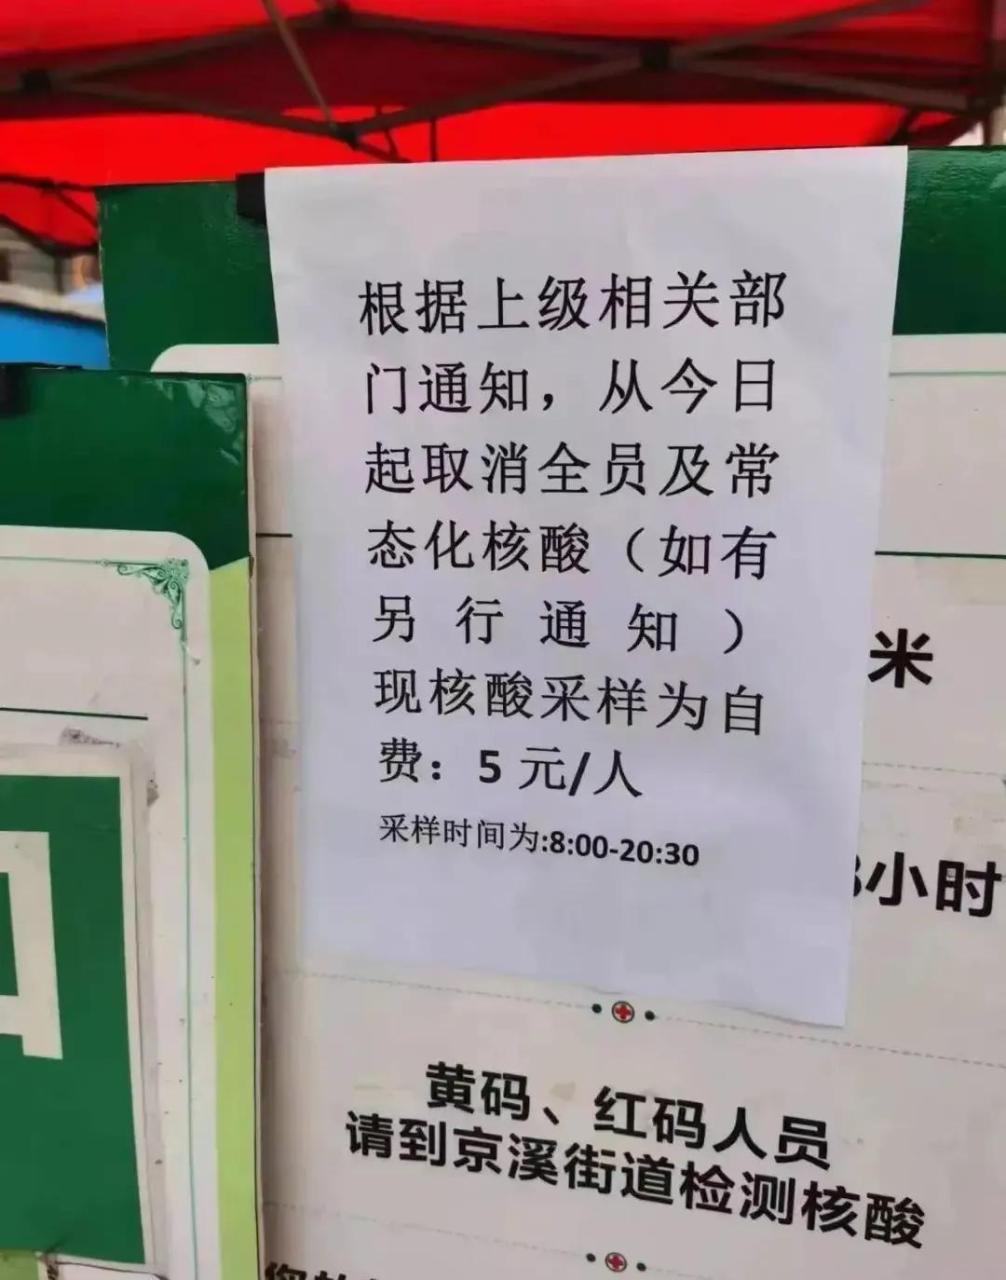 根据上级相关部
门通知，从今日
起取消全员及常
态化核酸（如有
另行通知）
现核酸采样为自
费：5元/人
采样时间为:8:00-20:30
米
小时
黄码、红码人员
请到京溪街道检测核酸